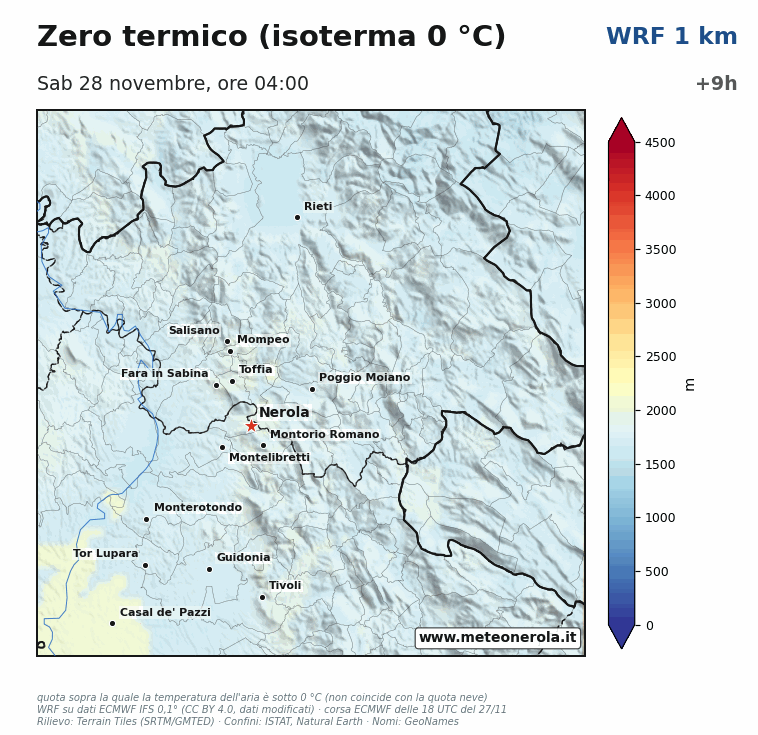 Zero termico (isoterma 0 °C)
WRF 1 km
Sab 28 novembre, ore 04:00
+9h
4500
4000
3500
3000
2500
2000
1500
1000
500
0
m
Rieti
Salisano
Mompeo
Fara in Sabina
Toffia
Poggio Moiano
Nerola
Montorio Romano
Montelibretti
Monterotondo
Tor Lupara
Guidonia
Tivoli
Casal de' Pazzi
www.meteonerola.it
quota sopra la quale la temperatura dell'aria è sotto 0 °C (non coincide con la quota neve)
WRF su dati ECMWF IFS 0,1° (CC BY 4.0, dati modificati) · corsa ECMWF delle 18 UTC del 27/11
Rilievo: Terrain Tiles (SRTM/GMTED) · Confini: ISTAT, Natural Earth · Nomi: GeoNames